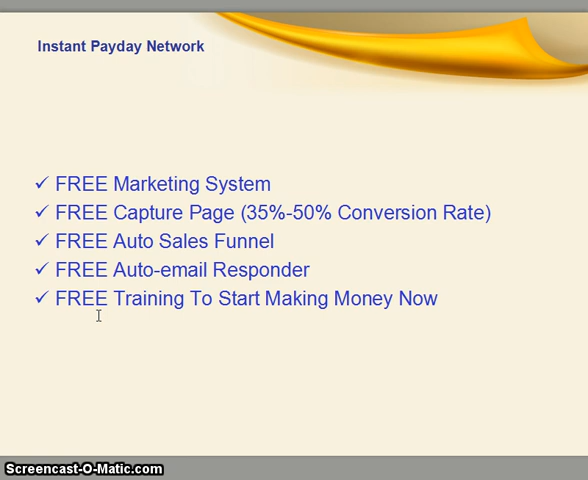 Instant Payday Network
✓ FREE Marketing System
✓ FREE Capture Page (35%-50% Conversion Rate)
✓ FREE Auto Sales Funnel
✓ FREE Auto-email Responder
✓ FREE Training To Start Making Money Now
Screencast-O-Matic.com